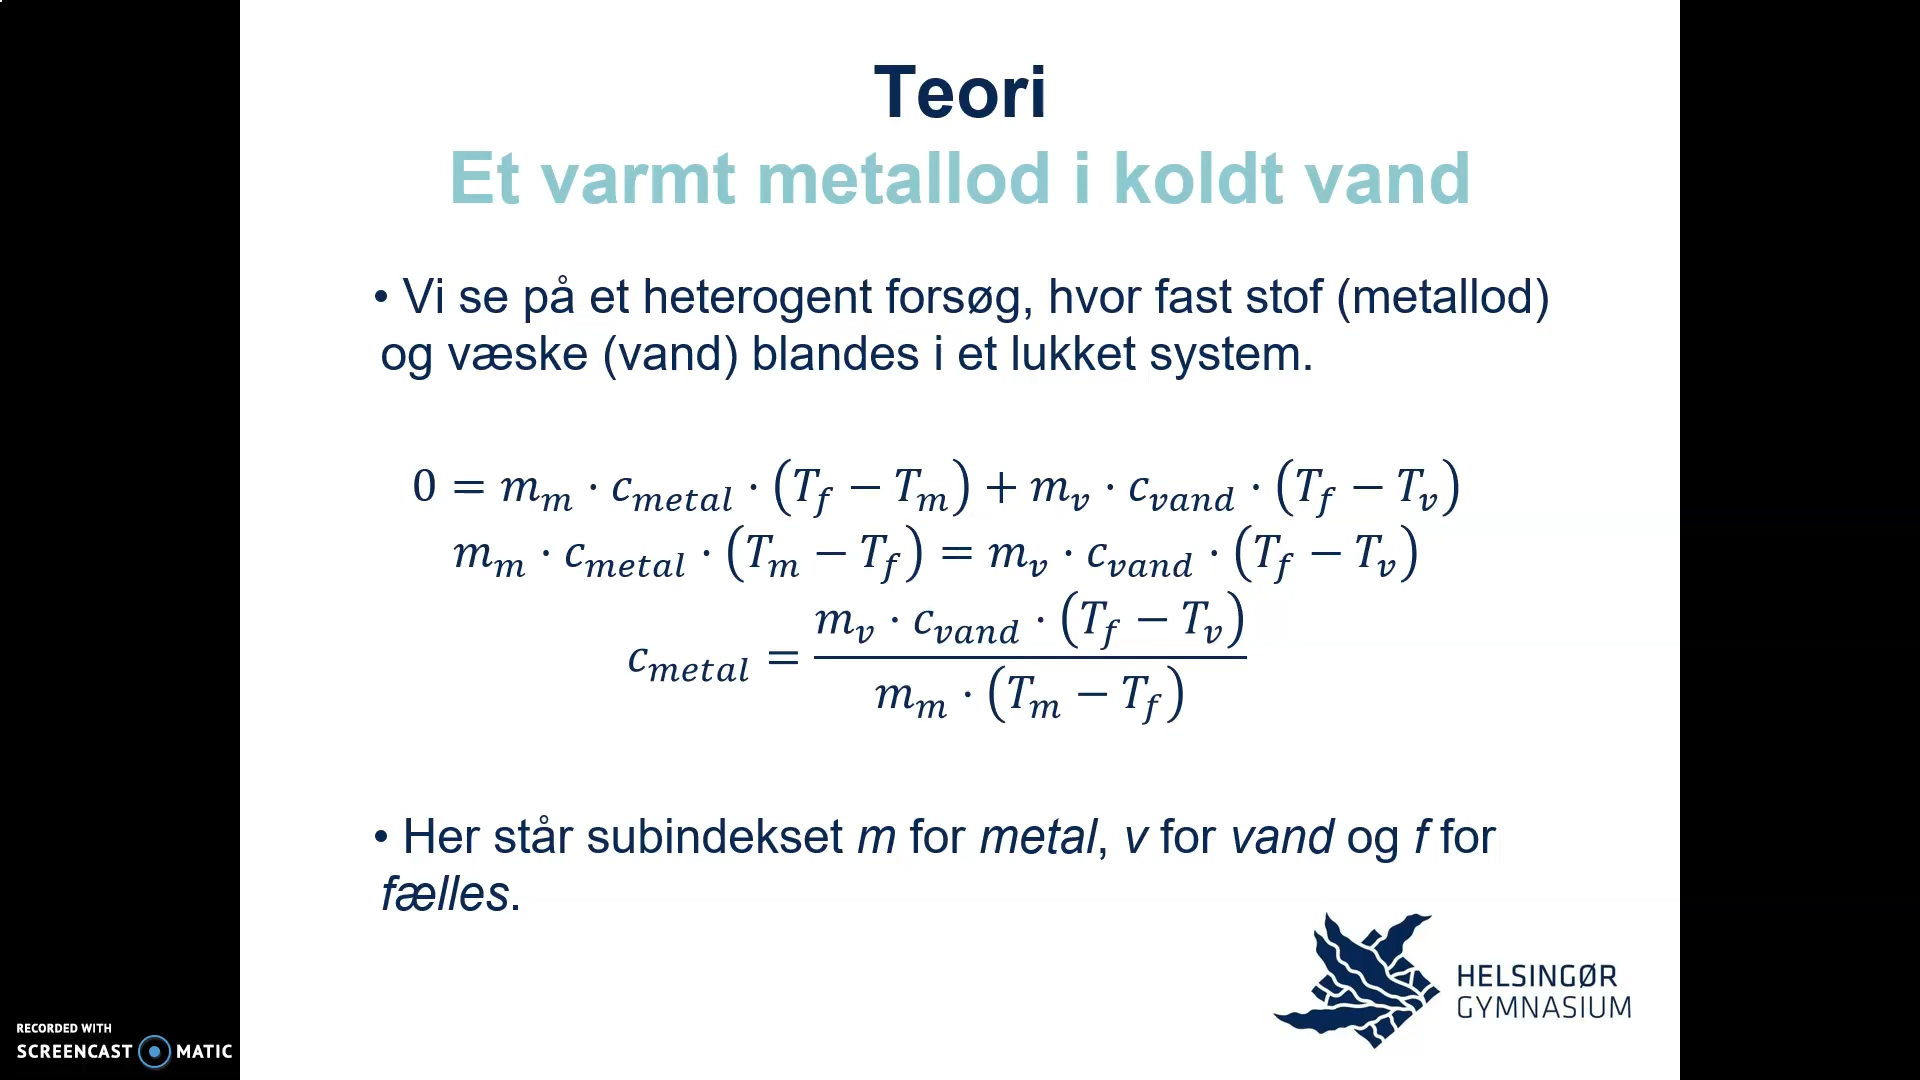 Teori
Et varmt metallod i koldt vand
• Vi se på et heterogent forsøg, hvor fast stof (metallod)
og væske (vand) blandes i et lukket system.
0 = m_m · c_metal · (T_f − T_m) + m_v · c_vand · (T_f − T_v)
m_m · c_metal · (T_m − T_f) = m_v · c_vand · (T_f − T_v)
c_metal = \frac{m_v · c_vand · (T_f − T_v)}{m_m · (T_m − T_f)}
• Her står subindekset m for metal, v for vand og f for
fælles.
HELSINGØR
GYMNASIUM
RECORDED WITH
SCREENCAST MATIC